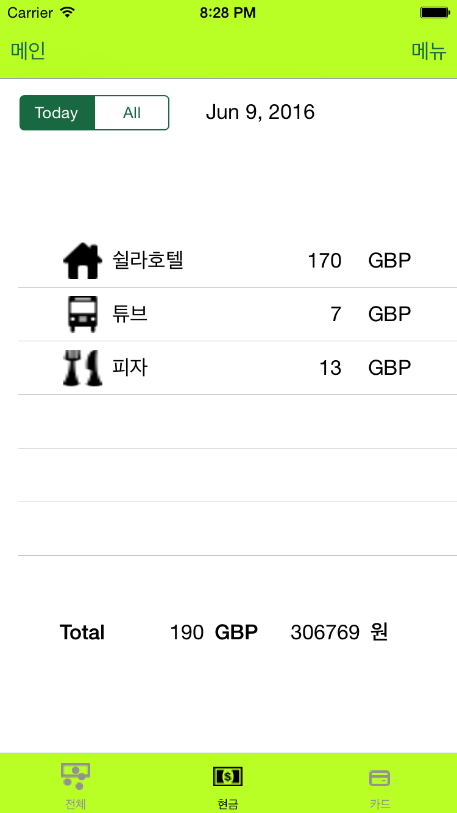 Carrier 8:28 PM
메인 메뉴
Today All Jun 9, 2016
쉴라호텔 170 GBP
튜브 7 GBP
피자 13 GBP
Total 190 GBP 306769 원
전체 현금 카드